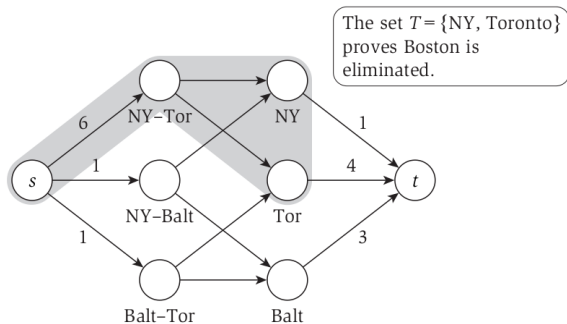 The set T = {NY, Toronto}
proves Boston is
eliminated.
6
NY–Tor
NY
1
s
1
4
t
NY–Balt
Tor
1
3
Balt–Tor
Balt